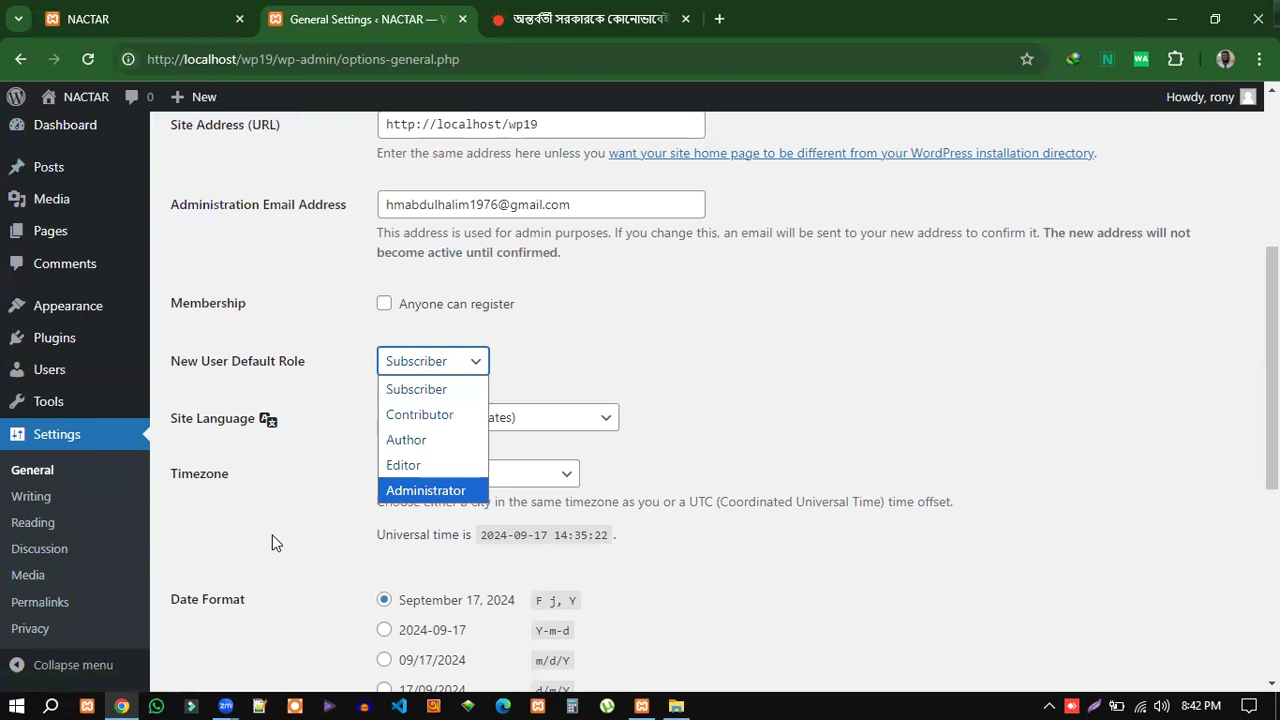 NACTAR
General Settings ‹ NACTAR — W
অন্তর্বর্তী সরকারকে কোনোভাবেই
http://localhost/wp19/wp-admin/options-general.php
NACTAR
0
New
Howdy, rony
Dashboard
Posts
Media
Pages
Comments
Appearance
Plugins
Users
Tools
Settings
General
Writing
Reading
Discussion
Media
Permalinks
Privacy
Collapse menu
Site Address (URL)
http://localhost/wp19
Enter the same address here unless you want your site home page to be different from your WordPress installation directory.
Administration Email Address
hmabdulhalim1976@gmail.com
This address is used for admin purposes. If you change this, an email will be sent to your new address to confirm it. The new address will not
become active until confirmed.
Membership
Anyone can register
New User Default Role
Subscriber
Subscriber
Contributor
Author
Editor
Administrator
Site Language
ates)
Timezone
Choose either a city in the same timezone as you or a UTC (Coordinated Universal Time) time offset.
Universal time is 2024-09-17 14:35:22 .
Date Format
September 17, 2024 F j, Y
2024-09-17 Y-m-d
09/17/2024 m/d/Y
17/09/2024 d/m/Y
8:42 PM